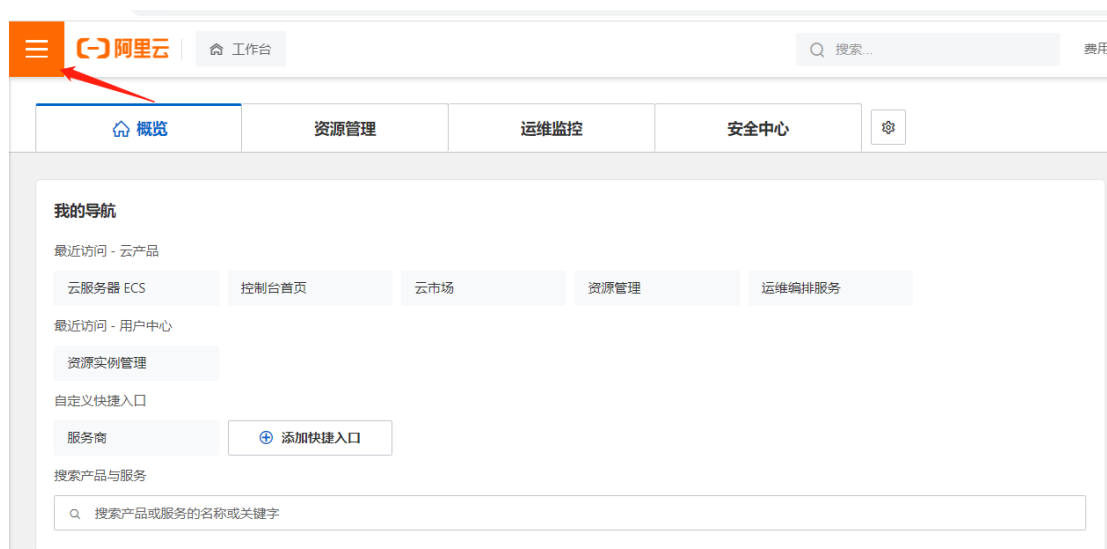 阿里云 工作台 搜索... 费用
概览 资源管理 运维监控 安全中心
我的导航
最近访问 - 云产品
云服务器 ECS 控制台首页 云市场 资源管理 运维编排服务
最近访问 - 用户中心
资源实例管理
自定义快捷入口
服务商 添加快捷入口
搜索产品与服务
搜索产品或服务的名称或关键字